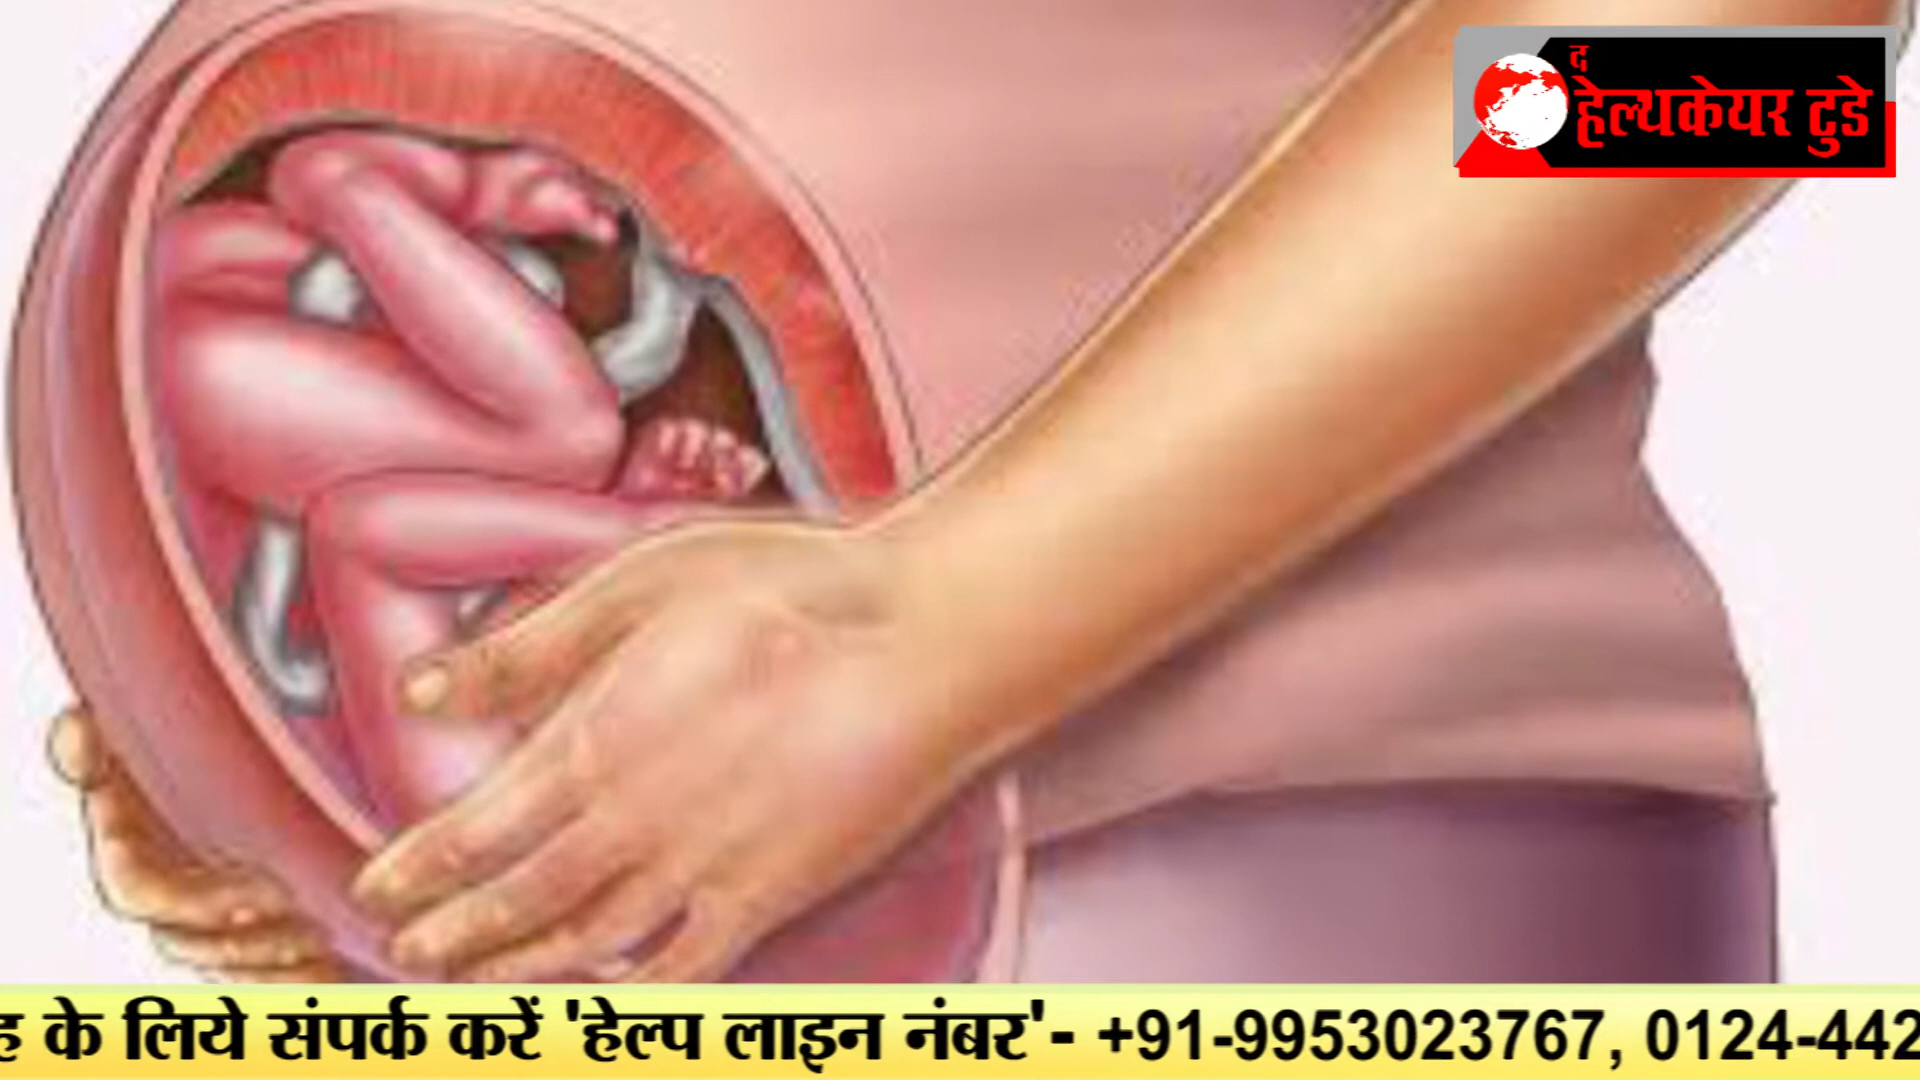 द
हेल्थकेयर टुडे
के लिये संपर्क करें 'हेल्प लाइन नंबर'- +91-9953023767, 0124-442